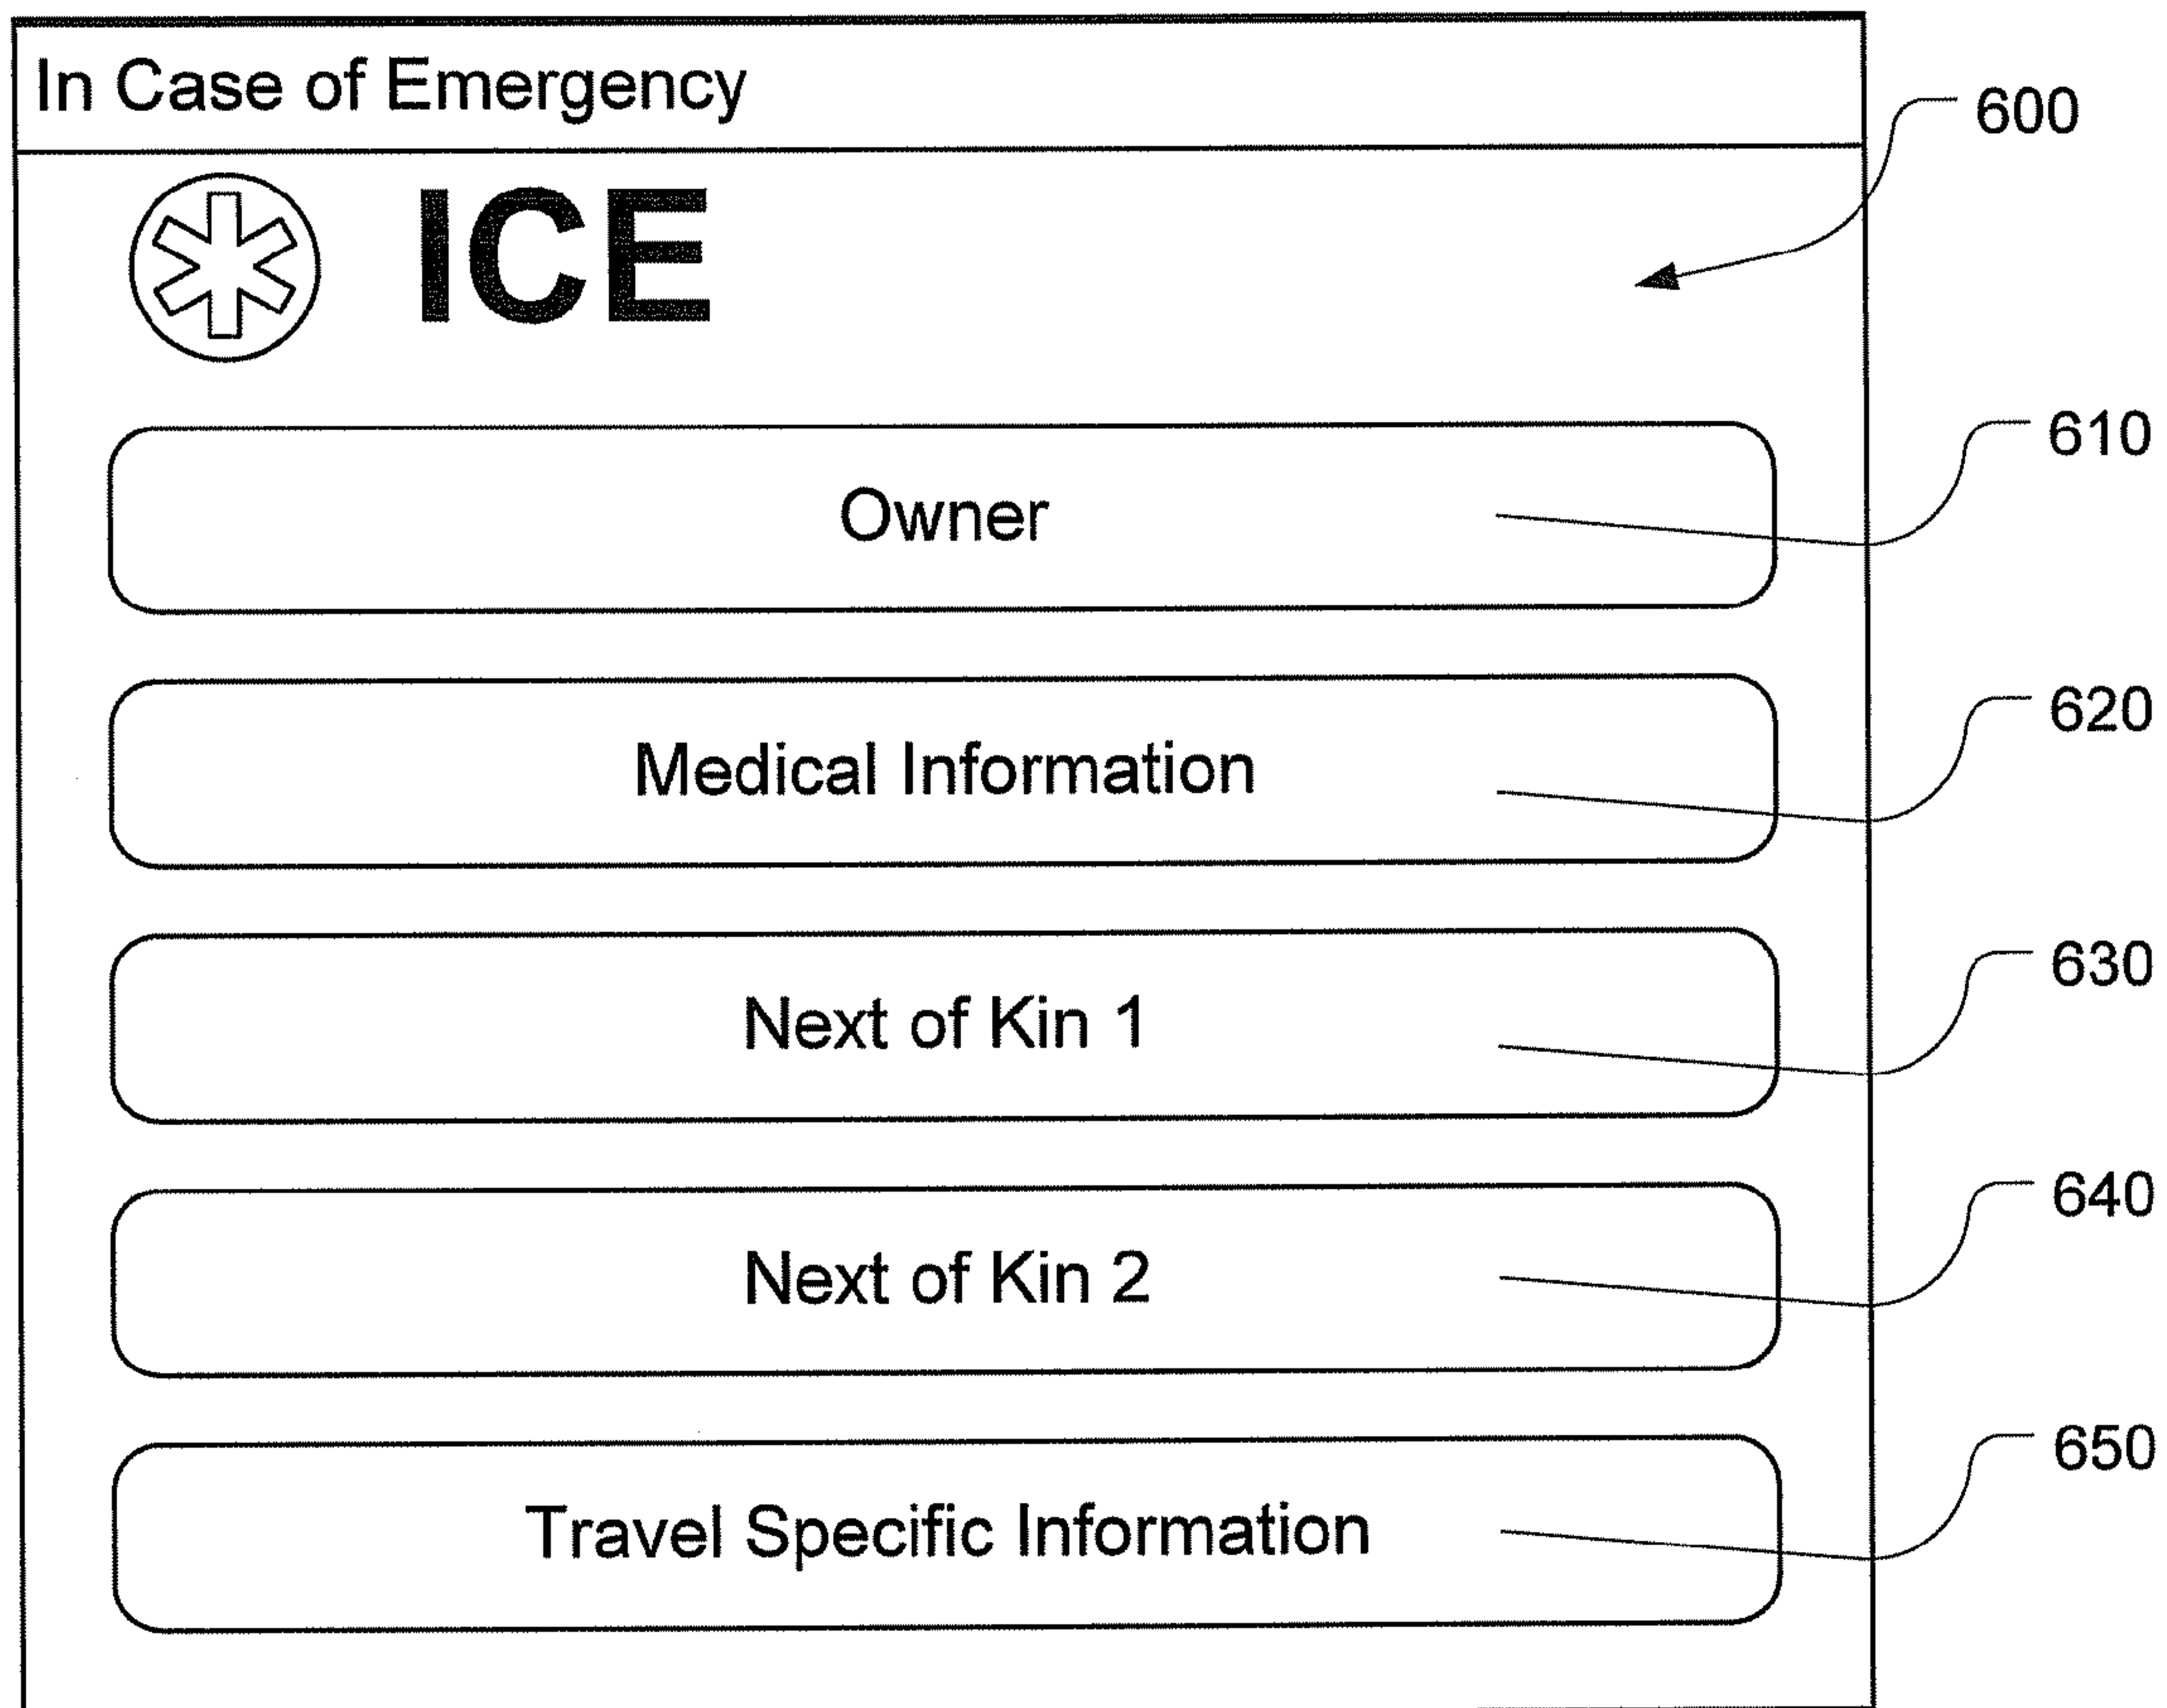 In Case of Emergency
600
ICE
610
Owner
620
Medical Information
630
Next of Kin 1
640
Next of Kin 2
650
Travel Specific Information